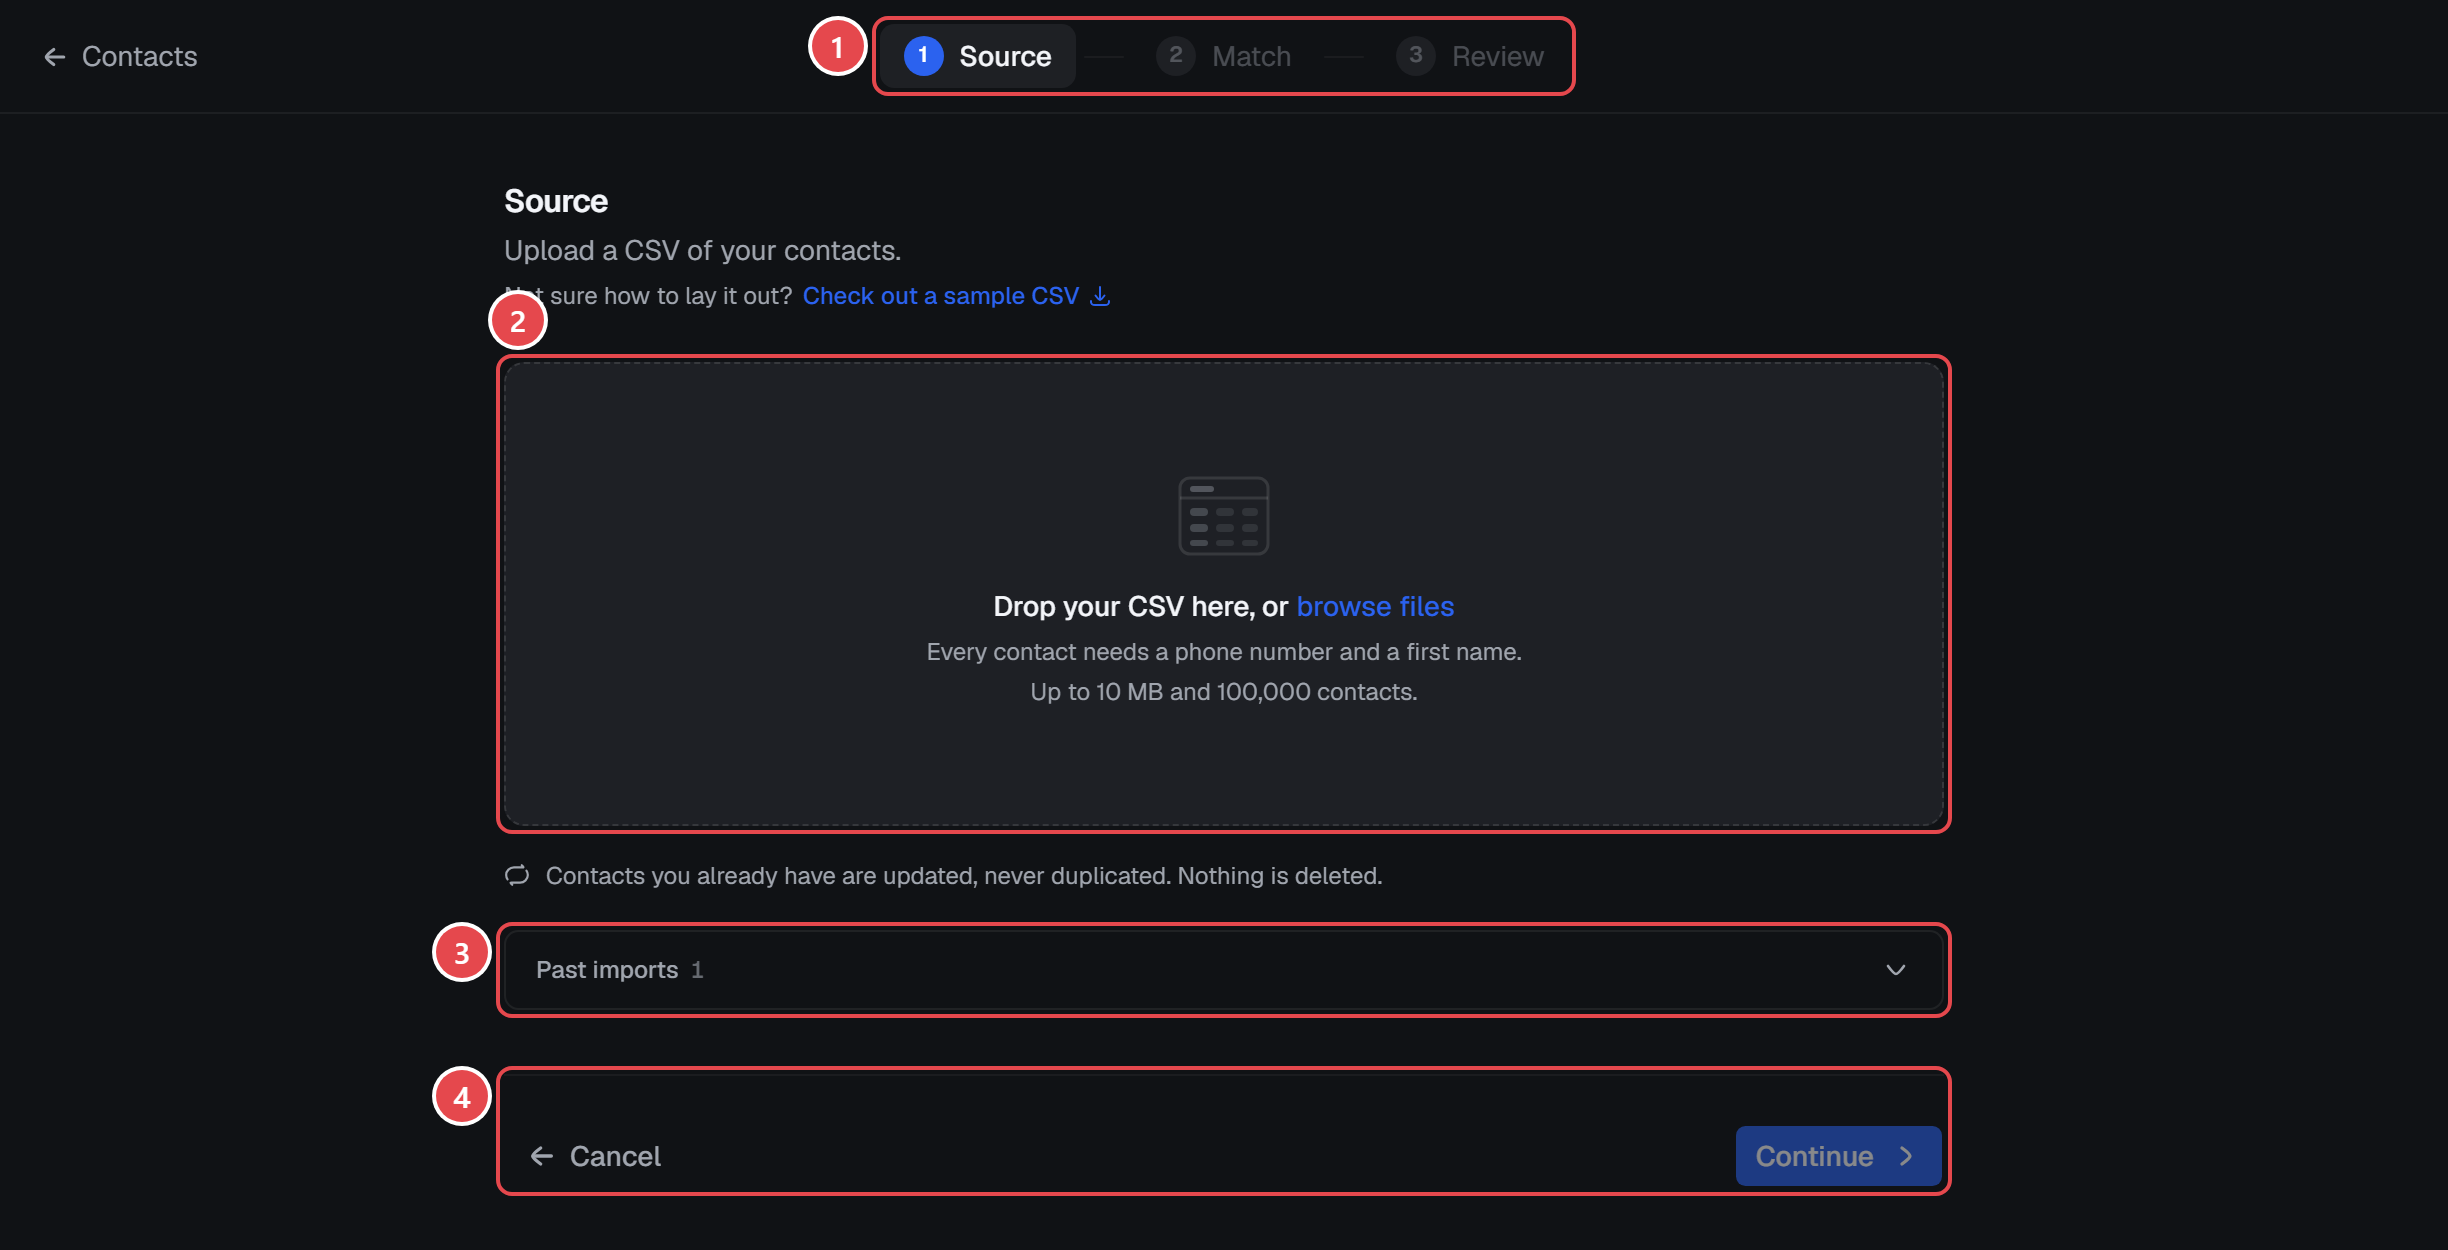 Contacts
1
1 Source
2 Match
3 Review
Source
Upload a CSV of your contacts.
sure how to lay it out? Check out a sample CSV
2
Drop your CSV here, or browse files
Every contact needs a phone number and a first name.
Up to 10 MB and 100,000 contacts.
Contacts you already have are updated, never duplicated. Nothing is deleted.
3
Past imports 1
4
Cancel
Continue